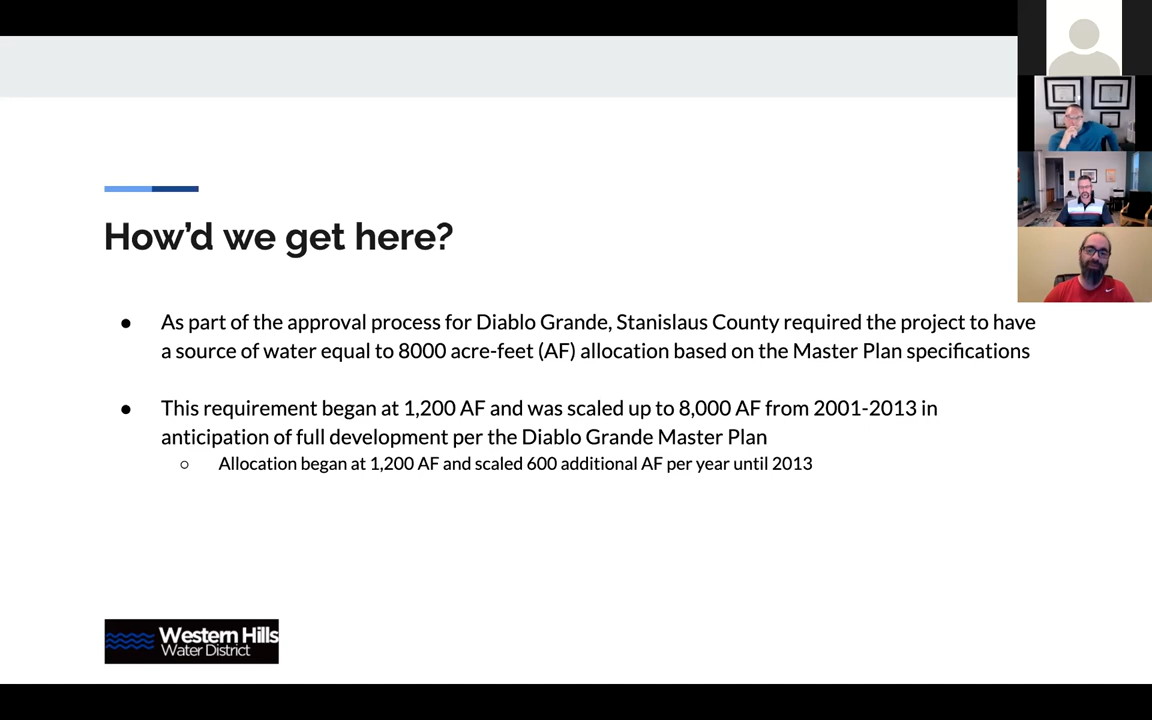 How'd we get here?
● As part of the approval process for Diablo Grande, Stanislaus County required the project to have
a source of water equal to 8000 acre-feet (AF) allocation based on the Master Plan specifications
● This requirement began at 1,200 AF and was scaled up to 8,000 AF from 2001-2013 in
anticipation of full development per the Diablo Grande Master Plan
○ Allocation began at 1,200 AF and scaled 600 additional AF per year until 2013
Western Hills
Water District